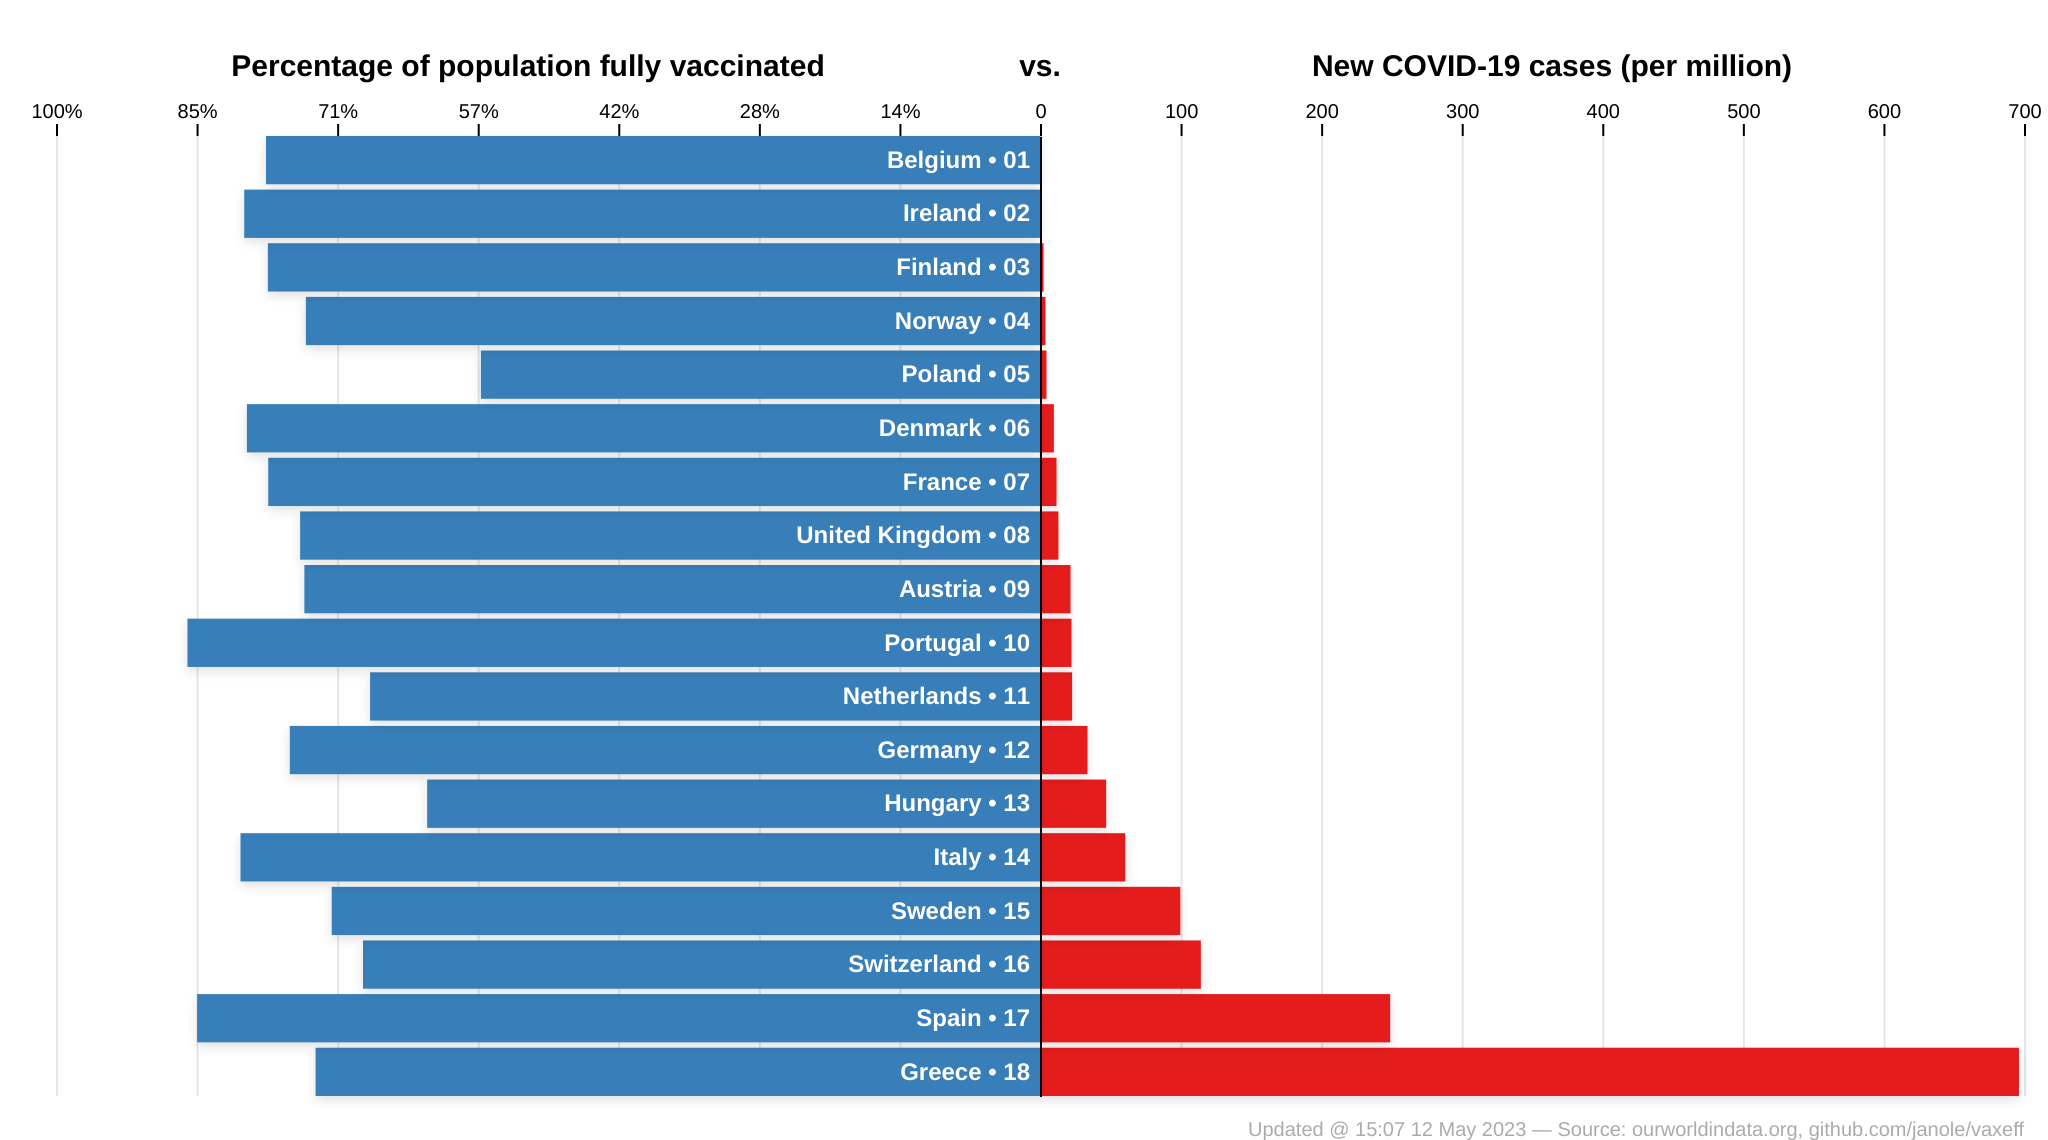 Percentage of population fully vaccinated vs. New COVID-19 cases (per million)
100% 85% 71% 57% 42% 28% 14% 0 100 200 300 400 500 600 700
Belgium • 01
Ireland • 02
Finland • 03
Norway • 04
Poland • 05
Denmark • 06
France • 07
United Kingdom • 08
Austria • 09
Portugal • 10
Netherlands • 11
Germany • 12
Hungary • 13
Italy • 14
Sweden • 15
Switzerland • 16
Spain • 17
Greece • 18
Updated @ 15:07 12 May 2023 — Source: ourworldindata.org, github.com/janole/vaxeff